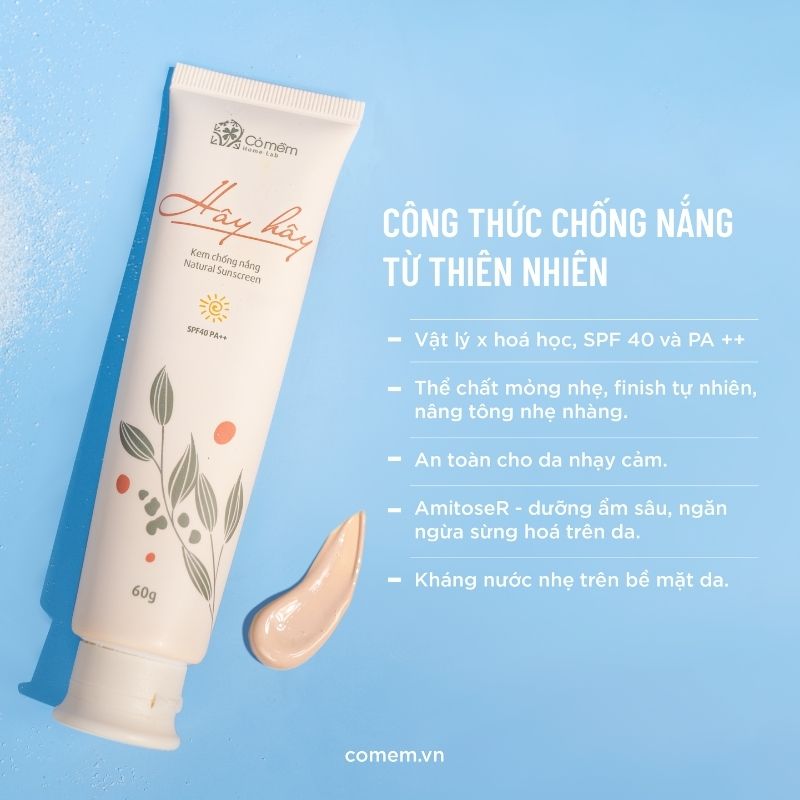 Cỏ mềm
Home Lab
Hây hây
Kem chống nắng
Natural Sunscreen
SPF40 PA++
60g
CÔNG THỨC CHỐNG NẮNG
TỪ THIÊN NHIÊN
Vật lý x hoá học, SPF 40 và PA ++
Thể chất mỏng nhẹ, finish tự nhiên,
nâng tông nhẹ nhàng.
An toàn cho da nhạy cảm.
AmitoseR - dưỡng ẩm sâu, ngăn
ngừa sừng hoá trên da.
Kháng nước nhẹ trên bề mặt da.
comem.vn